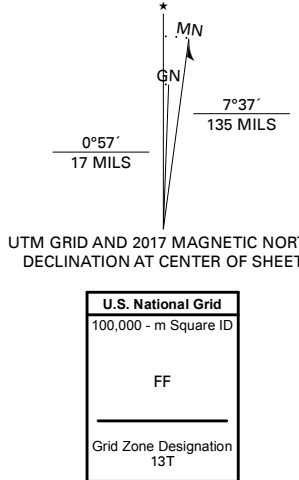 ★
MN
GN
7°37´
135 MILS
0°57´
17 MILS
UTM GRID AND 2017 MAGNETIC NORT
DECLINATION AT CENTER OF SHEET
U.S. National Grid
100,000 - m Square ID
FF
Grid Zone Designation
13T